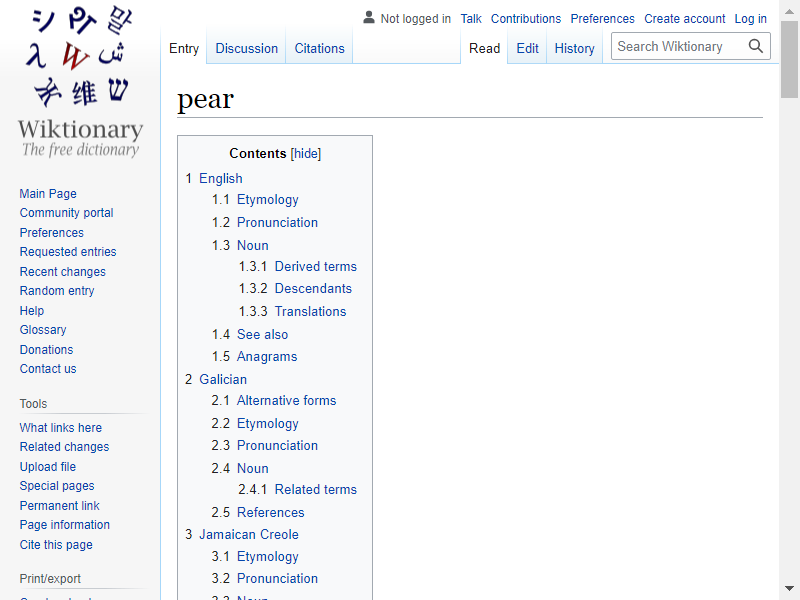 Not logged in Talk Contributions Preferences Create account Log in
Entry Discussion Citations Read Edit History Search Wiktionary
Wiktionary
The free dictionary
Main Page
Community portal
Preferences
Requested entries
Recent changes
Random entry
Help
Glossary
Donations
Contact us
Tools
What links here
Related changes
Upload file
Special pages
Permanent link
Page information
Cite this page
Print/export
pear
Contents [hide]
1 English
1.1 Etymology
1.2 Pronunciation
1.3 Noun
1.3.1 Derived terms
1.3.2 Descendants
1.3.3 Translations
1.4 See also
1.5 Anagrams
2 Galician
2.1 Alternative forms
2.2 Etymology
2.3 Pronunciation
2.4 Noun
2.4.1 Related terms
2.5 References
3 Jamaican Creole
3.1 Etymology
3.2 Pronunciation
3.3 Noun